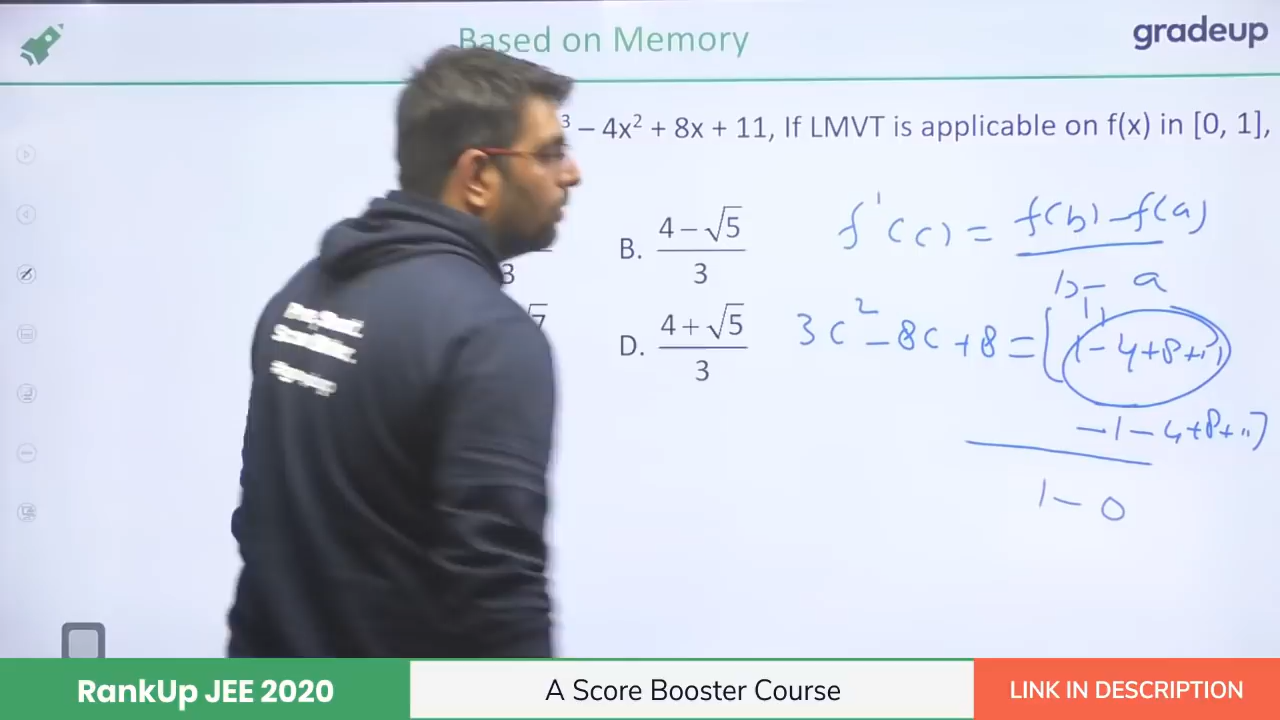 Based on Memory
gradeup
³ – 4x² + 8x + 11, If LMVT is applicable on f(x) in [0, 1],
3
B. (4 – √5)/3
f'(c) = (f(b) – f(a))/(b – a)
D. (4 + √5)/3
3c² – 8c + 8 = [(1 – 4 + 8 + 11)
– 1 – 4 + 8 + 11]
1 – 0
RankUp JEE 2020
A Score Booster Course
LINK IN DESCRIPTION